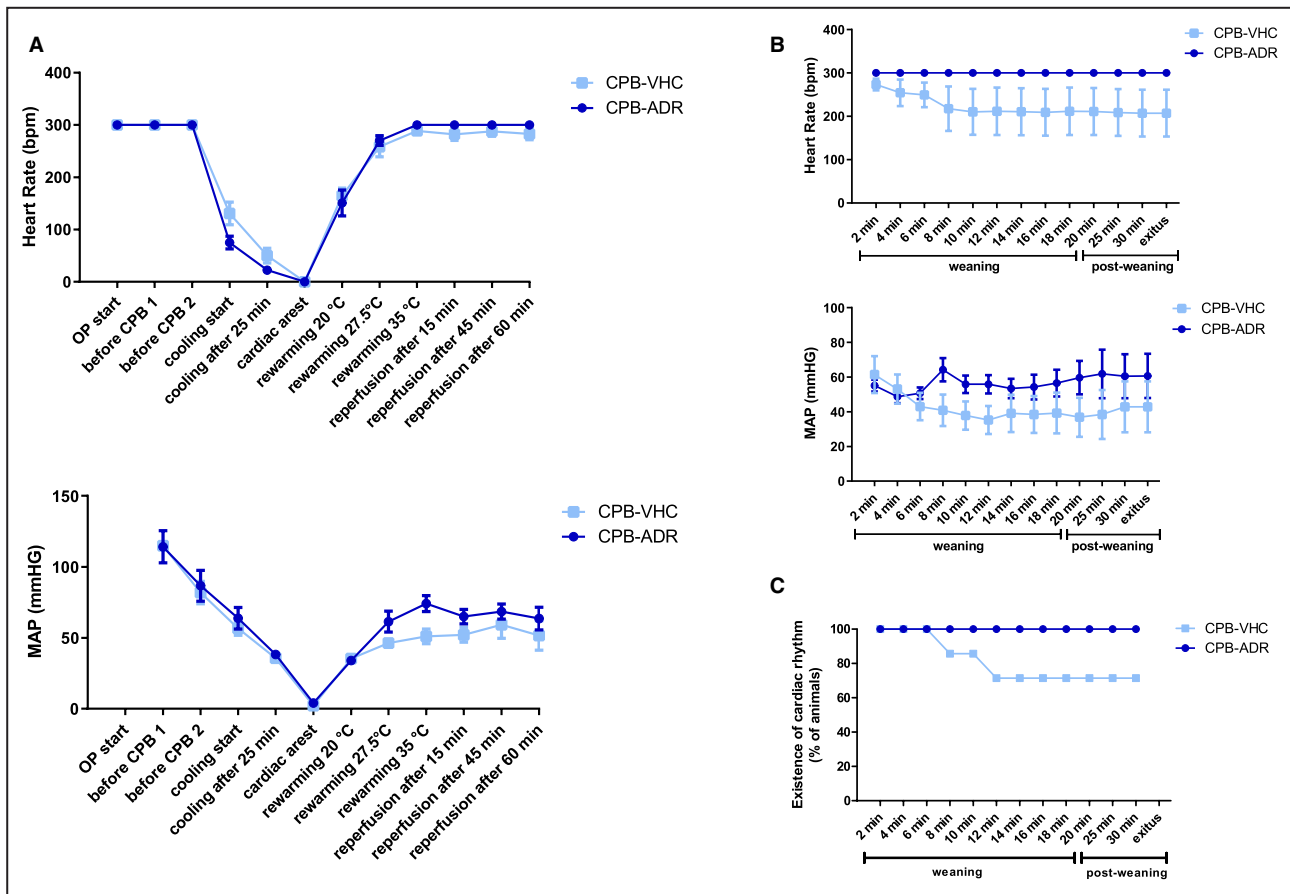 A
Heart Rate (bpm)
400
300
200
100
0
OP start
before CPB 1
before CPB 2
cooling start
cooling after 25 min
cardiac arest
rewarming 20 °C
rewarming 27.5°C
rewarming 35 °C
reperfusion after 15 min
reperfusion after 45 min
reperfusion after 60 min
CPB-VHC
CPB-ADR
MAP (mmHG)
150
100
50
0
OP start
before CPB 1
before CPB 2
cooling start
cooling after 25 min
cardiac arest
rewarming 20 °C
rewarming 27.5°C
rewarming 35 °C
reperfusion after 15 min
reperfusion after 45 min
reperfusion after 60 min
CPB-VHC
CPB-ADR
B
Heart Rate (bpm)
400
300
200
100
0
2 min
4 min
6 min
8 min
10 min
12 min
14 min
16 min
18 min
20 min
25 min
30 min
exitus
weaning
post-weaning
CPB-VHC
CPB-ADR
MAP (mmHG)
100
80
60
40
20
0
2 min
4 min
6 min
8 min
10 min
12 min
14 min
16 min
18 min
20 min
25 min
30 min
exitus
weaning
post-weaning
CPB-VHC
CPB-ADR
C
Existence of cardiac rhythm
(% of animals)
100
80
60
40
20
0
2 min
4 min
6 min
8 min
10 min
12 min
14 min
16 min
18 min
20 min
25 min
30 min
exitus
weaning
post-weaning
CPB-VHC
CPB-ADR